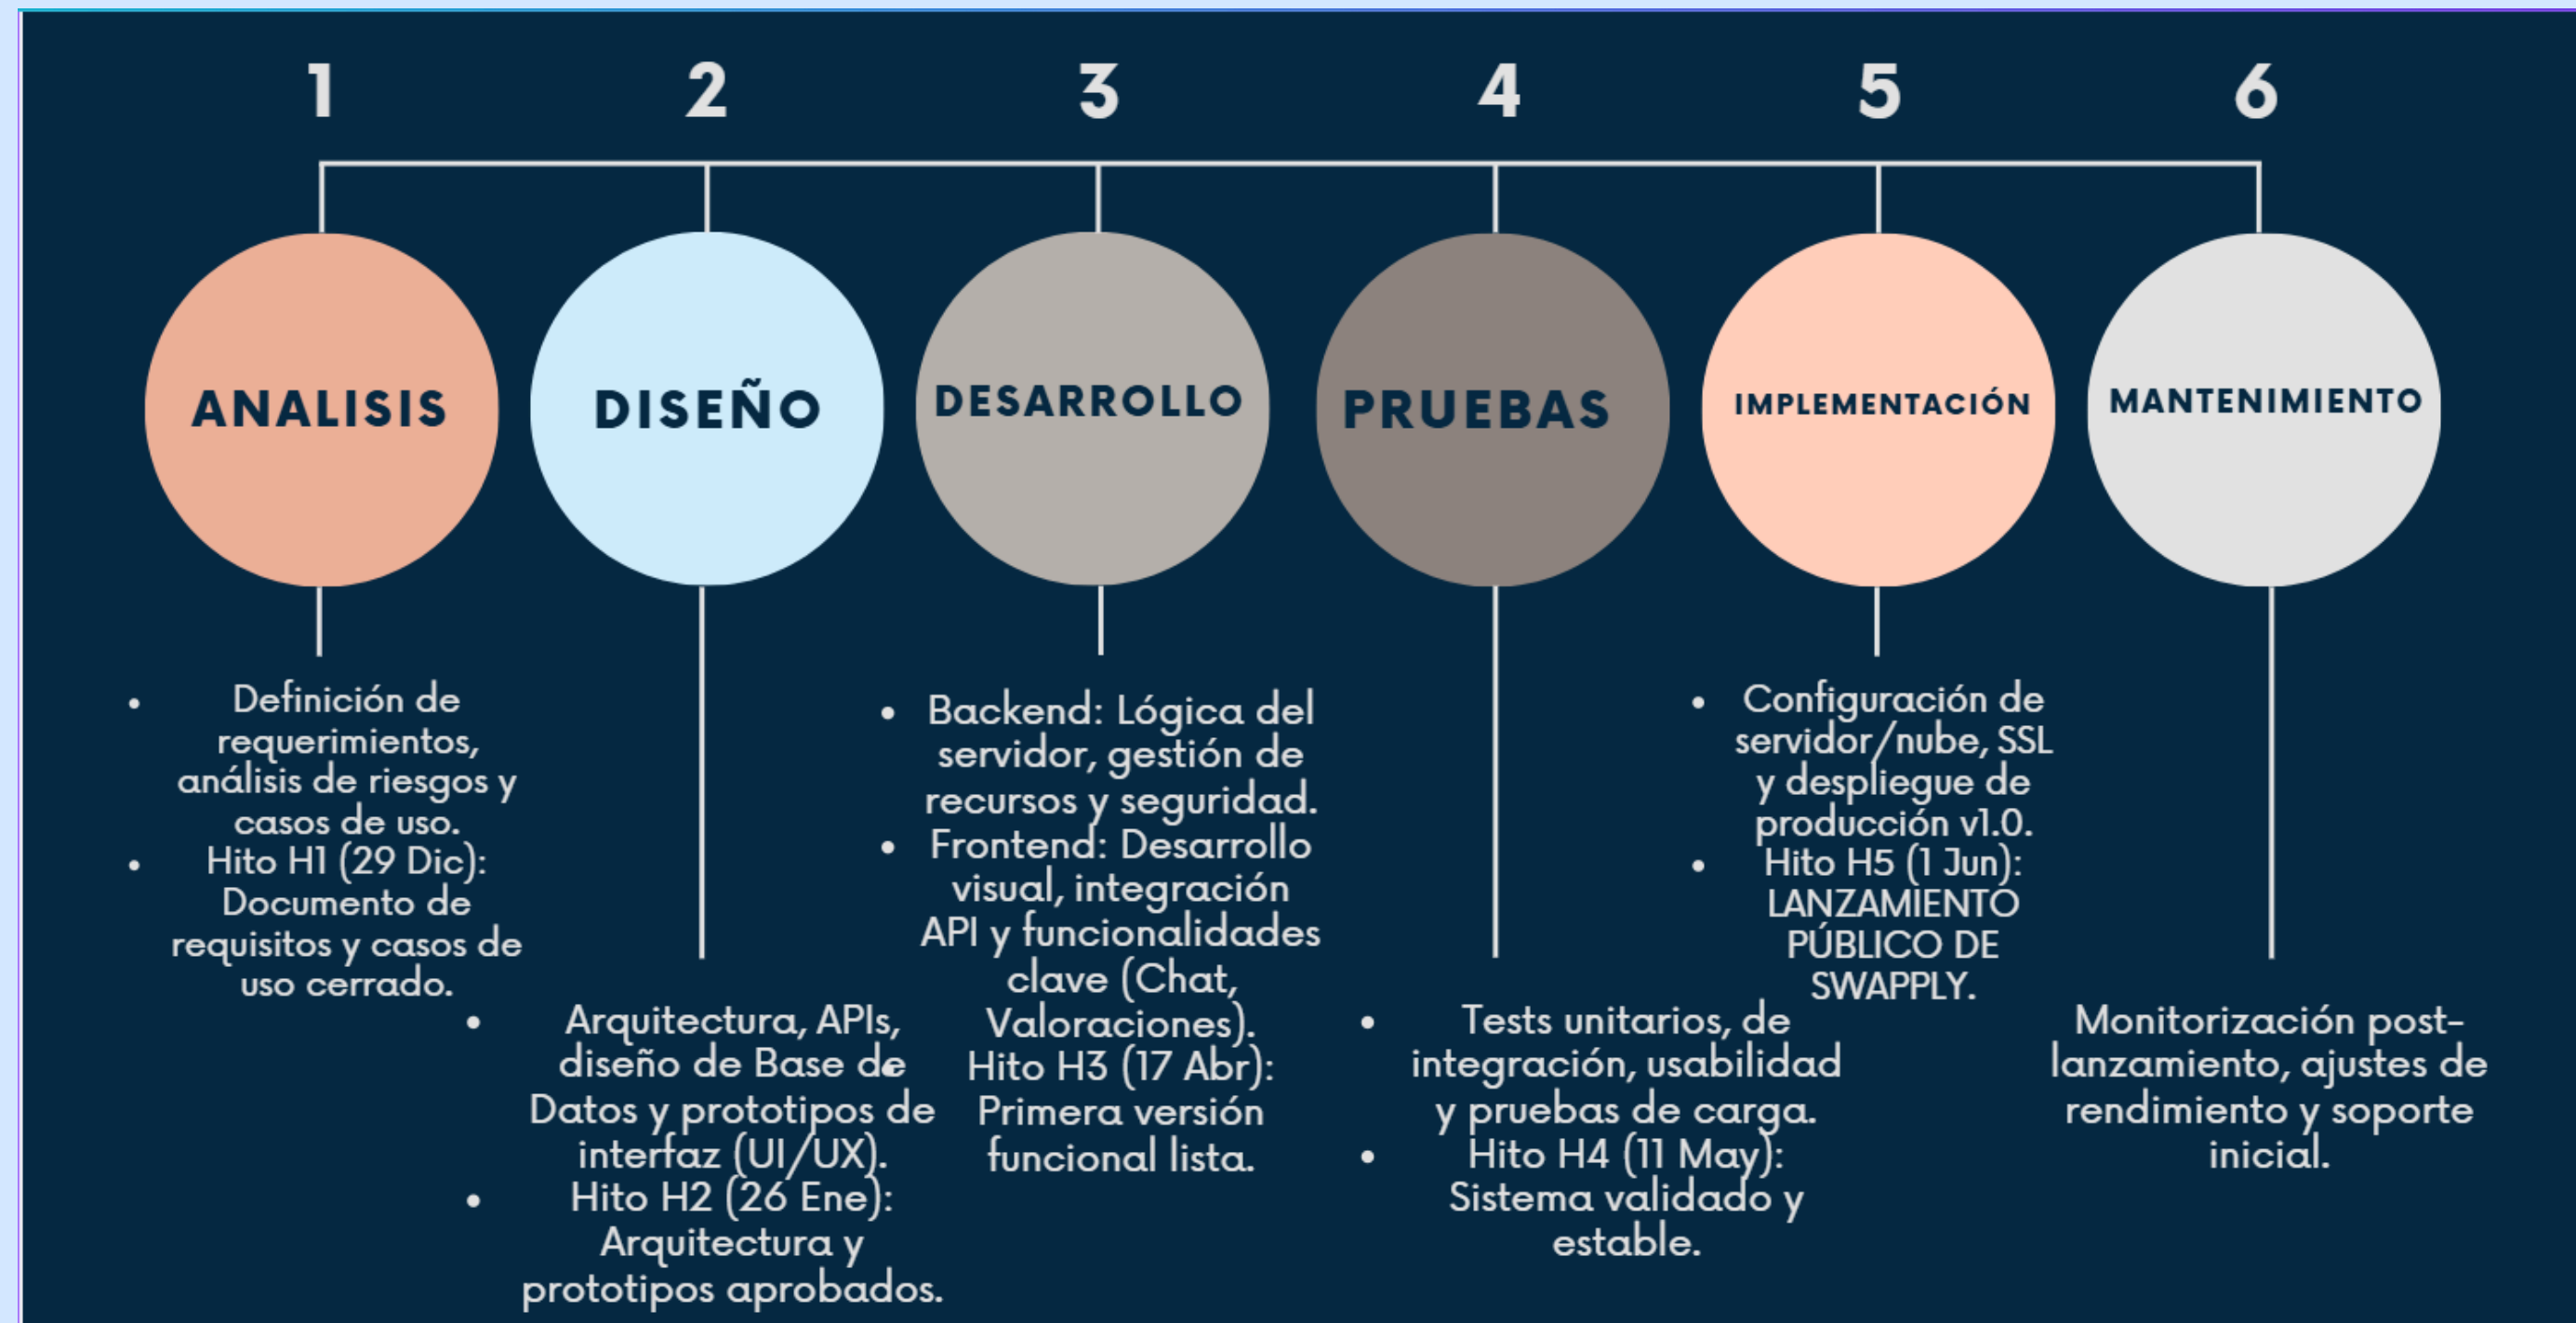 1
2
3
4
5
6
ANALISIS
DISEÑO
DESARROLLO
PRUEBAS
IMPLEMENTACIÓN
MANTENIMIENTO
• Definición de
requerimientos,
análisis de riesgos y
casos de uso.
• Hito H1 (29 Dic):
Documento de
requisitos y casos de
uso cerrado.
• Arquitectura, APIs,
diseño de Base de
Datos y prototipos de
interfaz (UI/UX).
• Hito H2 (26 Ene):
Arquitectura y
prototipos aprobados.
• Backend: Lógica del
servidor, gestión de
recursos y seguridad.
• Frontend: Desarrollo
visual, integración
API y funcionalidades
clave (Chat,
Valoraciones).
• Hito H3 (17 Abr):
Primera versión
funcional lista.
• Tests unitarios, de
integración, usabilidad
y pruebas de carga.
• Hito H4 (11 May):
Sistema validado y
estable.
• Configuración de
servidor/nube, SSL
y despliegue de
producción v1.0.
• Hito H5 (1 Jun):
LANZAMIENTO
PÚBLICO DE
SWAPPLY.
Monitorización post-
lanzamiento, ajustes de
rendimiento y soporte
inicial.